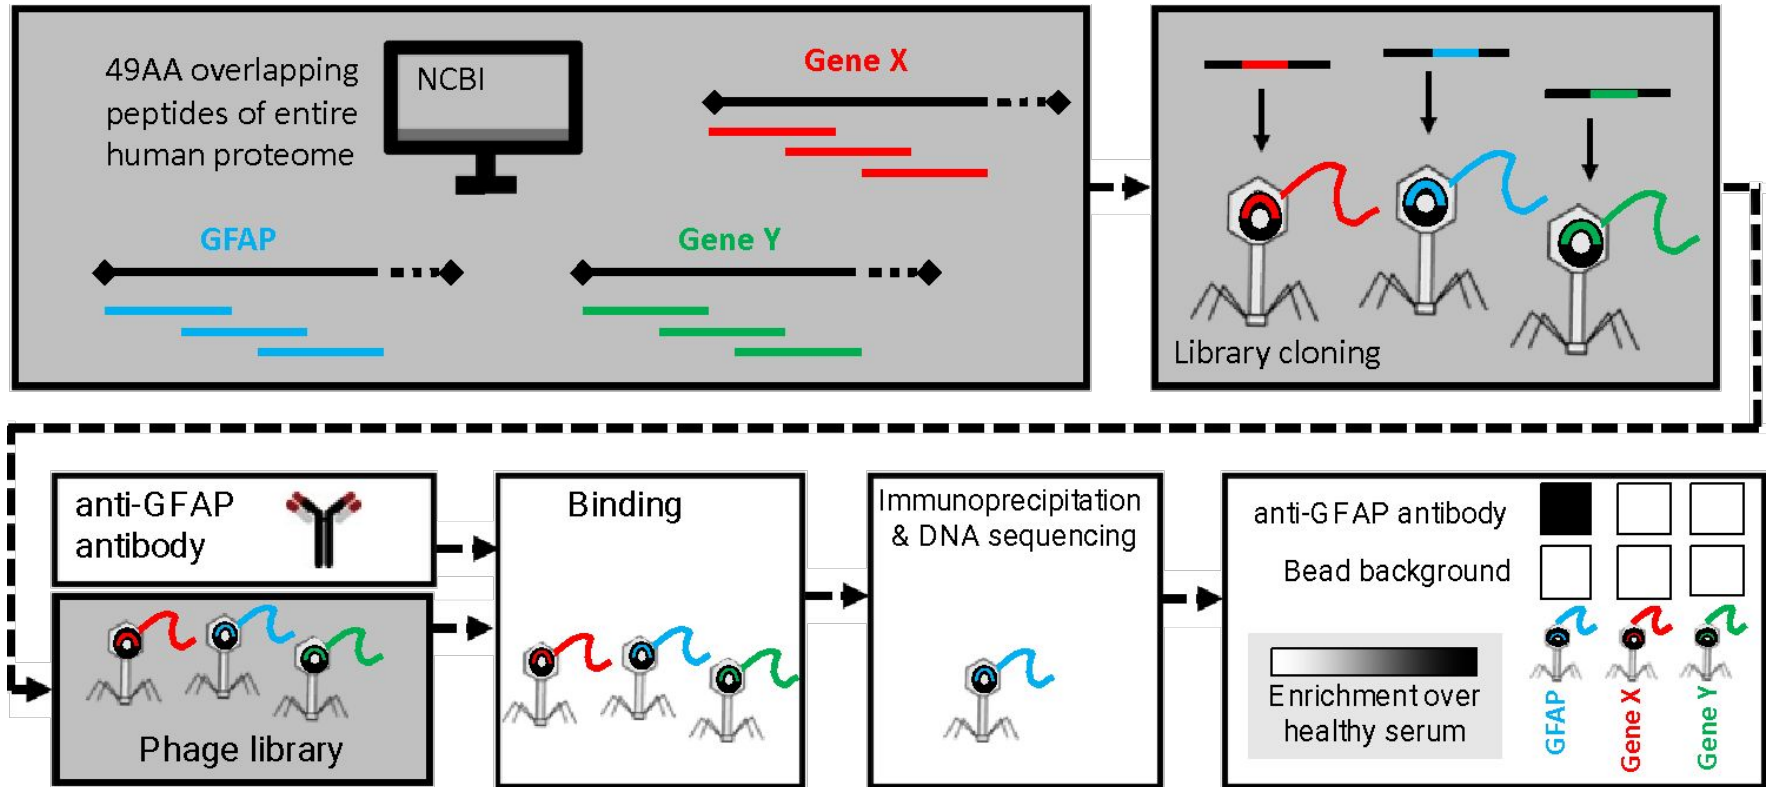 49AA overlapping
peptides of entire
human proteome
NCBI
Gene X
GFAP
Gene Y
Library cloning
anti-GFAP
antibody
Phage library
Binding
Immunoprecipitation
& DNA sequencing
anti-GFAP antibody
Bead background
Enrichment over
healthy serum
GFAP
Gene X
Gene Y